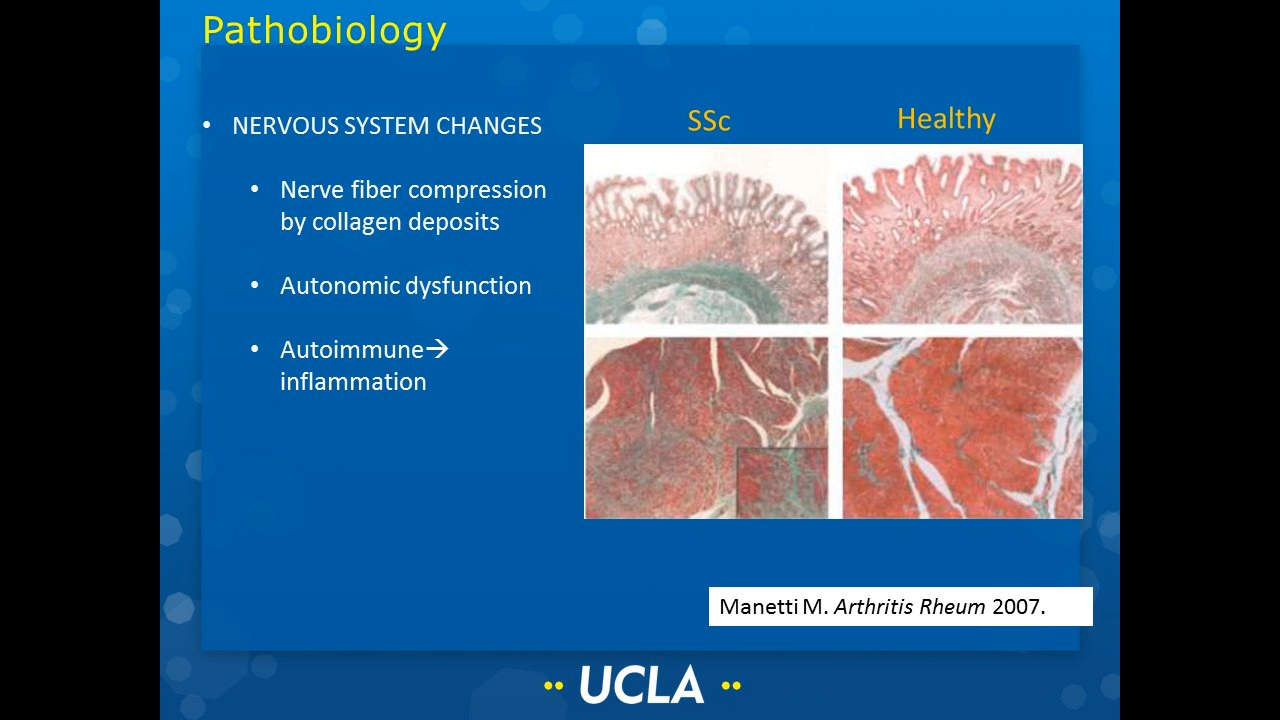 Pathobiology
• NERVOUS SYSTEM CHANGES
• Nerve fiber compression
by collagen deposits
• Autonomic dysfunction
• Autoimmune→
inflammation
SSc
Healthy
Manetti M. Arthritis Rheum 2007.
UCLA